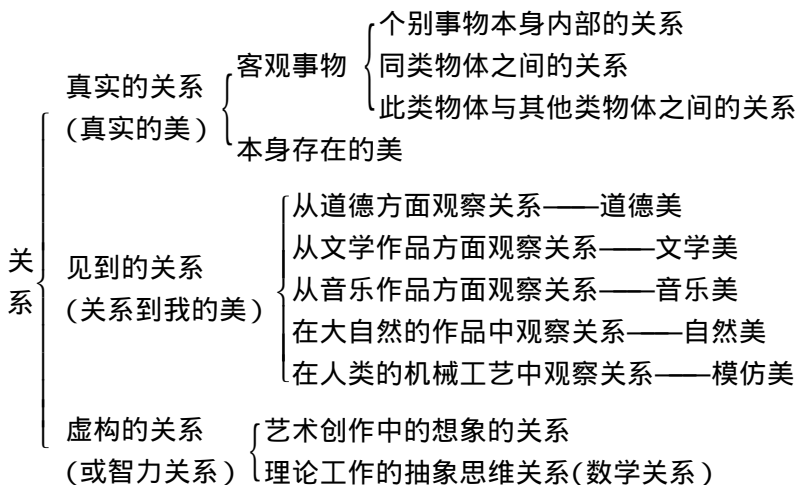 个别事物本身内部的关系
客观事物
同类物体之间的关系
真实的关系
此类物体与其他类物体之间的关系
(真实的美)
本身存在的美
从道德方面观察关系——道德美
从文学作品方面观察关系——文学美
关系
见到的关系
从音乐作品方面观察关系——音乐美
(关系到我的美)
在大自然的作品中观察关系——自然美
在人类的机械工艺中观察关系——模仿美
虚构的关系
艺术创作中的想象的关系
(或智力关系)
理论工作的抽象思维关系(数学关系)